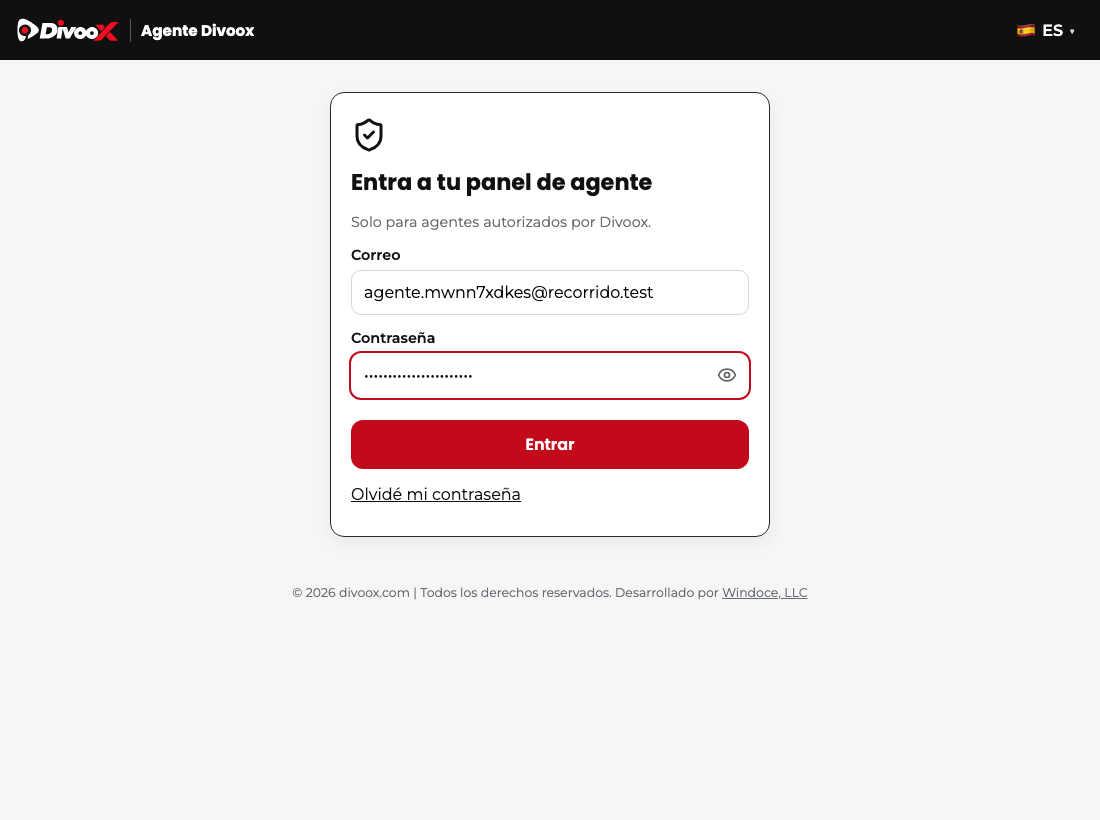 DivooX
Agente Divoox
🇪🇸 ES ▾
Entra a tu panel de agente
Solo para agentes autorizados por Divoox.
Correo
agente.mwnn7xdkes@recorrido.test
Contraseña
•••••••••••••••••••••••
Entrar
Olvidé mi contraseña
© 2026 divoox.com | Todos los derechos reservados. Desarrollado por Windoce, LLC